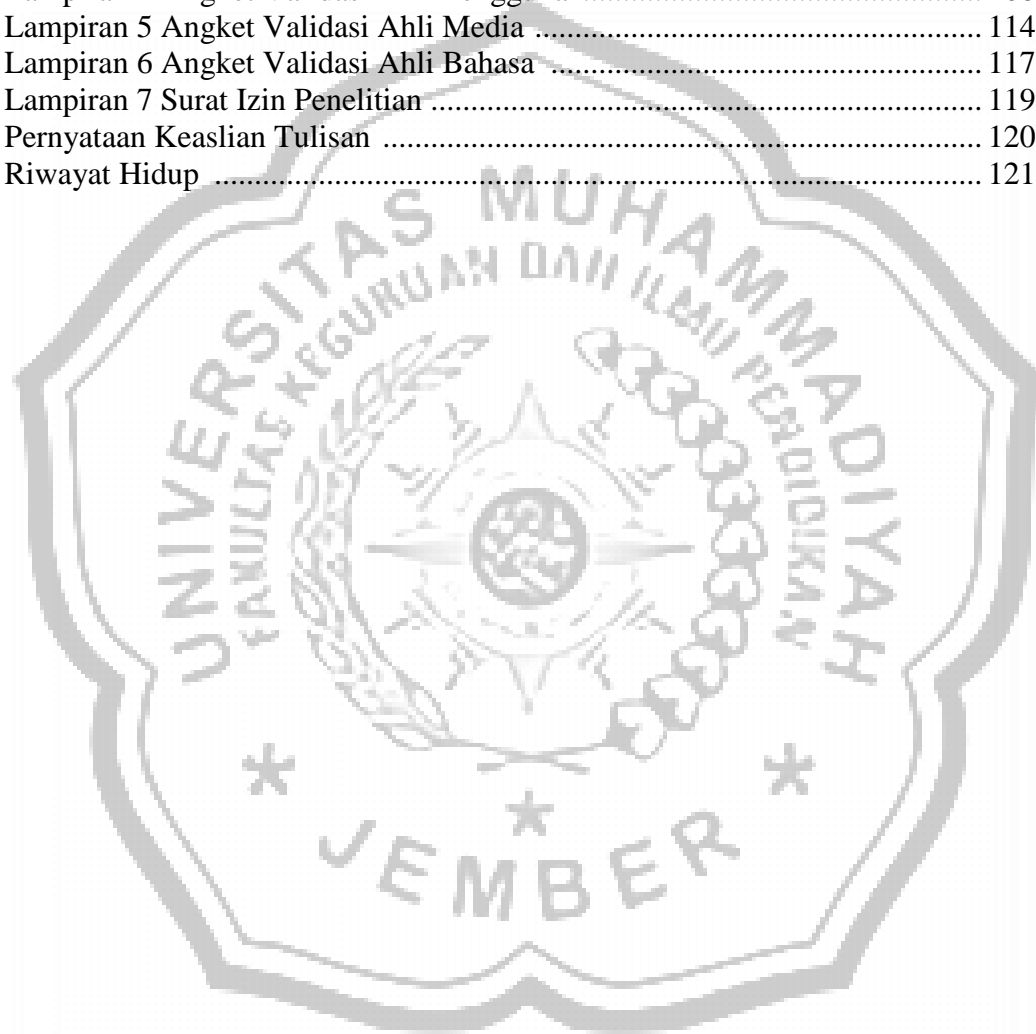 Lampiran 5 Angket Validasi Ahli Media ........................................................ 114
Lampiran 6 Angket Validasi Ahli Bahasa ...................................................... 117
Lampiran 7 Surat Izin Penelitian ..................................................................... 119
Pernyataan Keaslian Tulisan ........................................................................... 120
Riwayat Hidup ................................................................................................ 121
UNIVERSITAS MUHAMMADIYAH
FAKULTAS KEGURUAN DAN ILMU PENDIDIKAN
JEMBER